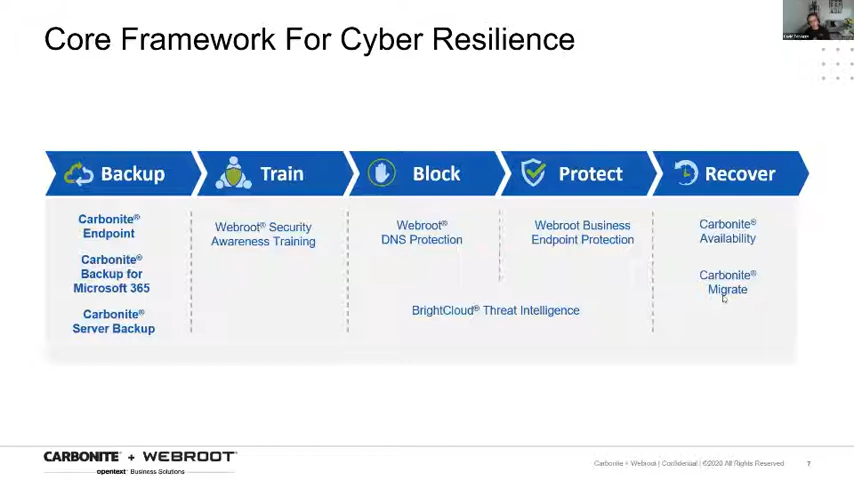 Core Framework For Cyber Resilience
Backup
Train
Block
Protect
Recover
Carbonite®
Endpoint
Carbonite®
Backup for
Microsoft 365
Carbonite®
Server Backup
Webroot® Security
Awareness Training
Webroot®
DNS Protection
Webroot Business
Endpoint Protection
BrightCloud® Threat Intelligence
Carbonite®
Availability
Carbonite®
Migrate
CARBONITE® + WEBROOT®
opentext™ Business Solutions
Carbonite + Webroot | Confidential | ©2020 All Rights Reserved
7